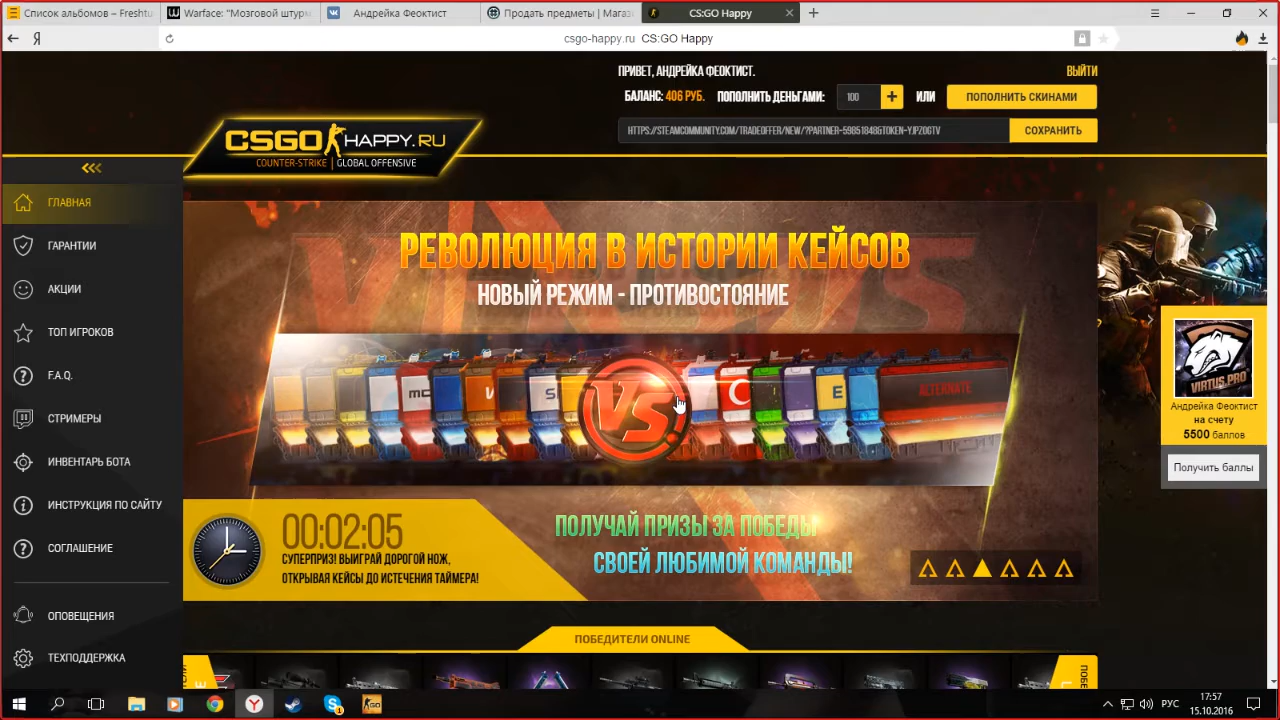 Список альбомов – Freshtu
Warface: "Мозговой штурм
Андрейка Феоктист
Продать предметы | Мага
CS:GO Happy
csgo-happy.ru CS:GO Happy
ПРИВЕТ, АНДРЕЙКА ФЕОКТИСТ.
ВЫЙТИ
БАЛАНС: 406 РУБ. ПОПОЛНИТЬ ДЕНЬГАМИ: 100 + ИЛИ ПОПОЛНИТЬ СКИНАМИ
СОХРАНИТЬ
CSGO HAPPY.RU
COUNTER-STRIKE | GLOBAL OFFENSIVE
ГЛАВНАЯ
ГАРАНТИИ
АКЦИИ
ТОП ИГРОКОВ
F.A.Q.
СТРИМЕРЫ
ИНВЕНТАРЬ БОТА
ИНСТРУКЦИЯ ПО САЙТУ
СОГЛАШЕНИЕ
ОПОВЕЩЕНИЯ
ТЕХПОДДЕРЖКА
РЕВОЛЮЦИЯ В ИСТОРИИ КЕЙСОВ
НОВЫЙ РЕЖИМ - ПРОТИВОСТОЯНИЕ
VS
ALTERNATE
00:02:05
СУПЕРПРИЗ! ВЫИГРАЙ ДОРОГОЙ НОЖ,
ОТКРЫВАЯ КЕЙСЫ ДО ИСТЕЧЕНИЯ ТАЙМЕРА!
ПОЛУЧАЙ ПРИЗЫ ЗА ПОБЕДЫ
СВОЕЙ ЛЮБИМОЙ КОМАНДЫ!
VIRTUS.PRO
Андрейка Феоктист
на счету
5500 баллов
Получить баллы
ПОБЕДИТЕЛИ ONLINE
РУС
17:57
15.10.2016